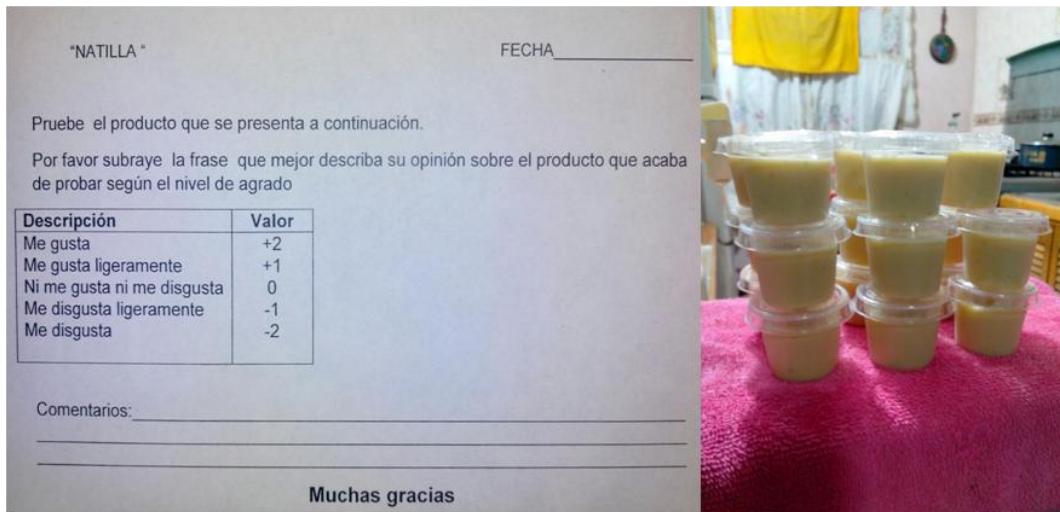 "NATILLA " FECHA______________
Pruebe el producto que se presenta a continuación.
Por favor subraye la frase que mejor describa su opinión sobre el producto que acaba
de probar según el nivel de agrado
Descripción Valor
Me gusta +2
Me gusta ligeramente +1
Ni me gusta ni me disgusta 0
Me disgusta ligeramente -1
Me disgusta -2
Comentarios:
Muchas gracias